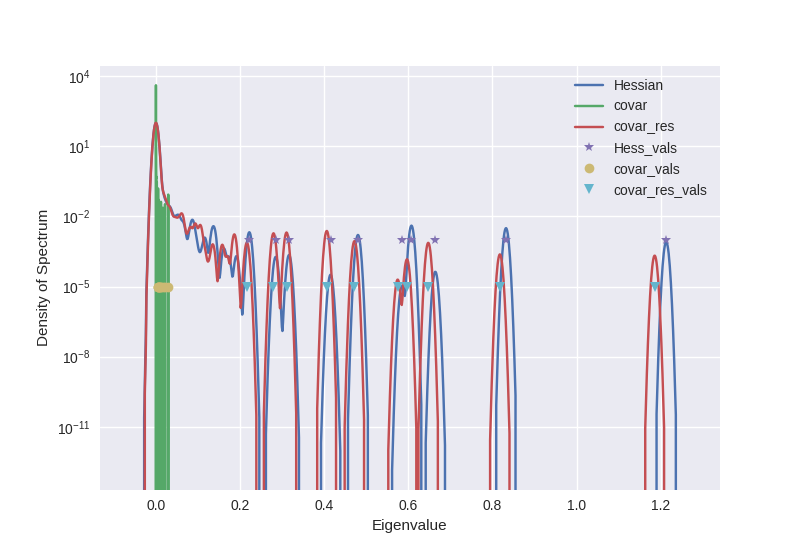 10^4
10^1
10^-2
10^-5
10^-8
10^-11
Density of Spectrum
Hessian
covar
covar_res
Hess_vals
covar_vals
covar_res_vals
0.0 0.2 0.4 0.6 0.8 1.0 1.2
Eigenvalue